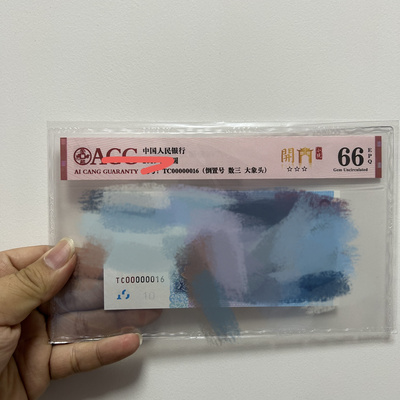 ACG
中国人民银行
AI CANG GUARANTY
TC00000016（倒置号 数三 大象头）
開門
66
EPQ
Gem Uncirculated
TC00000016